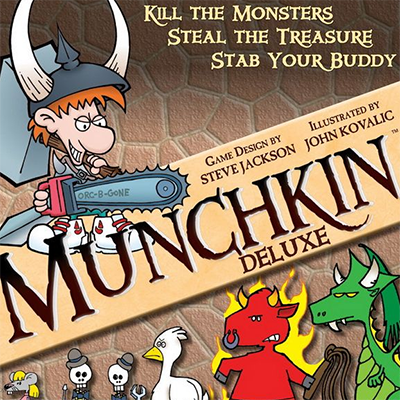 Kill the Monsters
Steal the Treasure
Stab Your Buddy
Game Design by
Steve Jackson
Illustrated by
John Kovalic
ORC-B-GONE
MUNCHKIN™
DELUXE